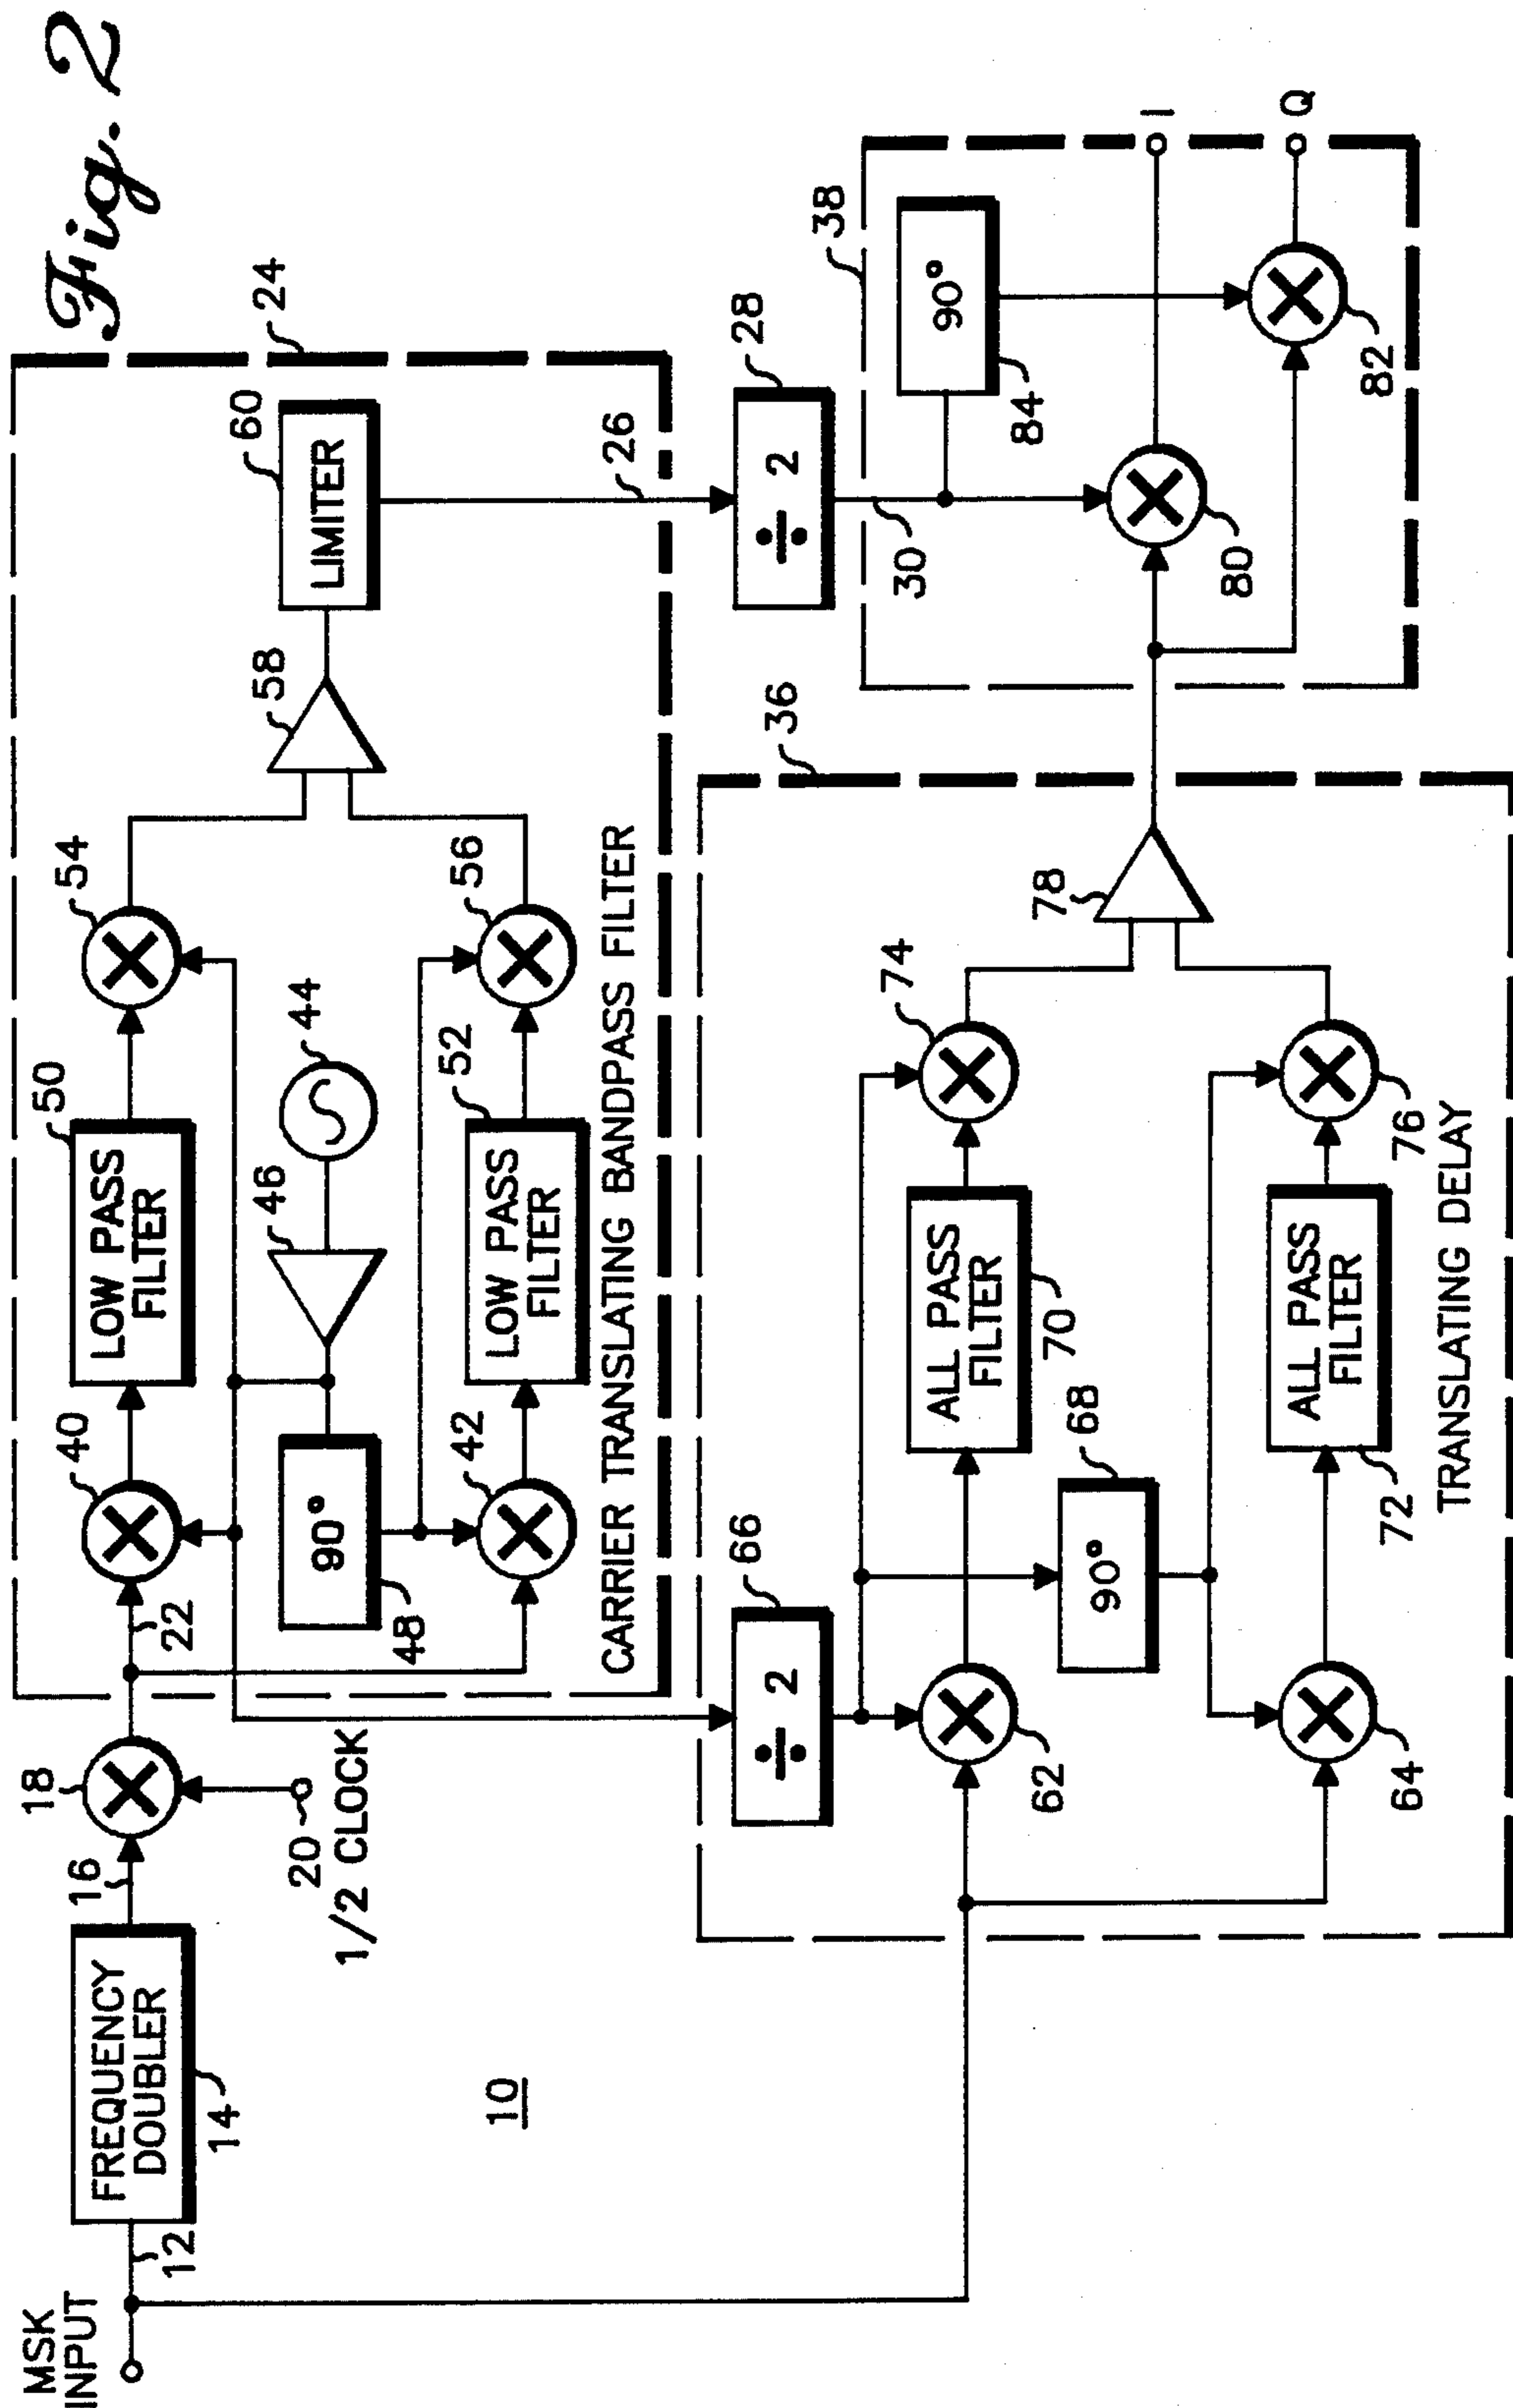 Fig. 2
MSK
INPUT
12
FREQUENCY
DOUBLER
14
16
18
20
1/2 CLOCK
22
24
40
LOW PASS
FILTER
50
54
44
46
90°
48
42
LOW PASS
FILTER
52
56
58
LIMITER
60
CARRIER TRANSLATING BANDPASS FILTER
26
10
÷ 2
66
÷ 2
28
30
62
ALL PASS
FILTER
70
74
90°
68
64
ALL PASS
FILTER
72
76
78
36
TRANSLATING DELAY
38
90°
84
80
82
I
Q